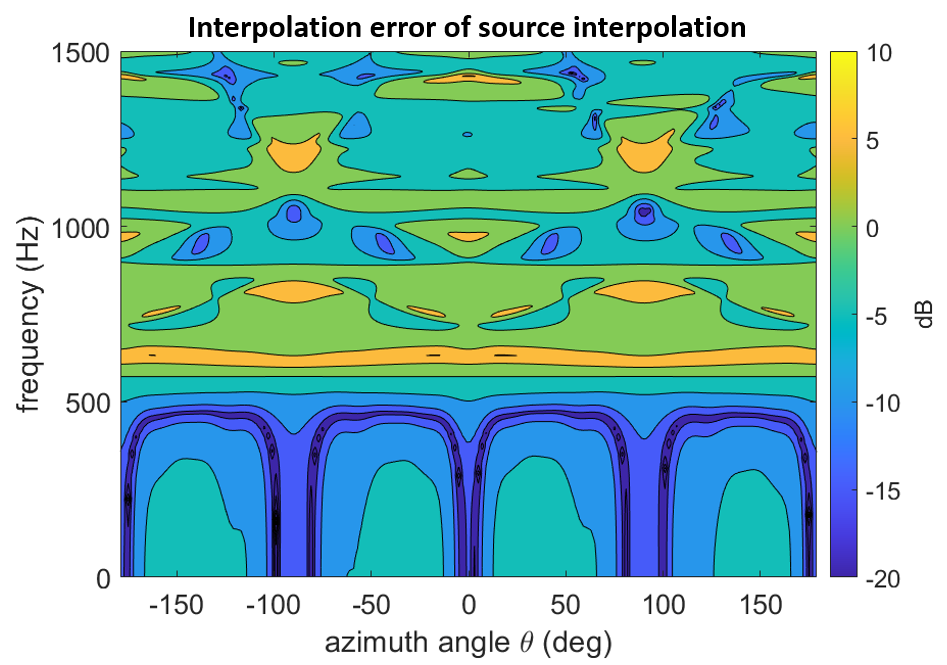 Interpolation error of source interpolation
1500
1000
500
0
frequency (Hz)
-150 -100 -50 0 50 100 150
azimuth angle θ (deg)
10
5
0
-5
-10
-15
-20
dB